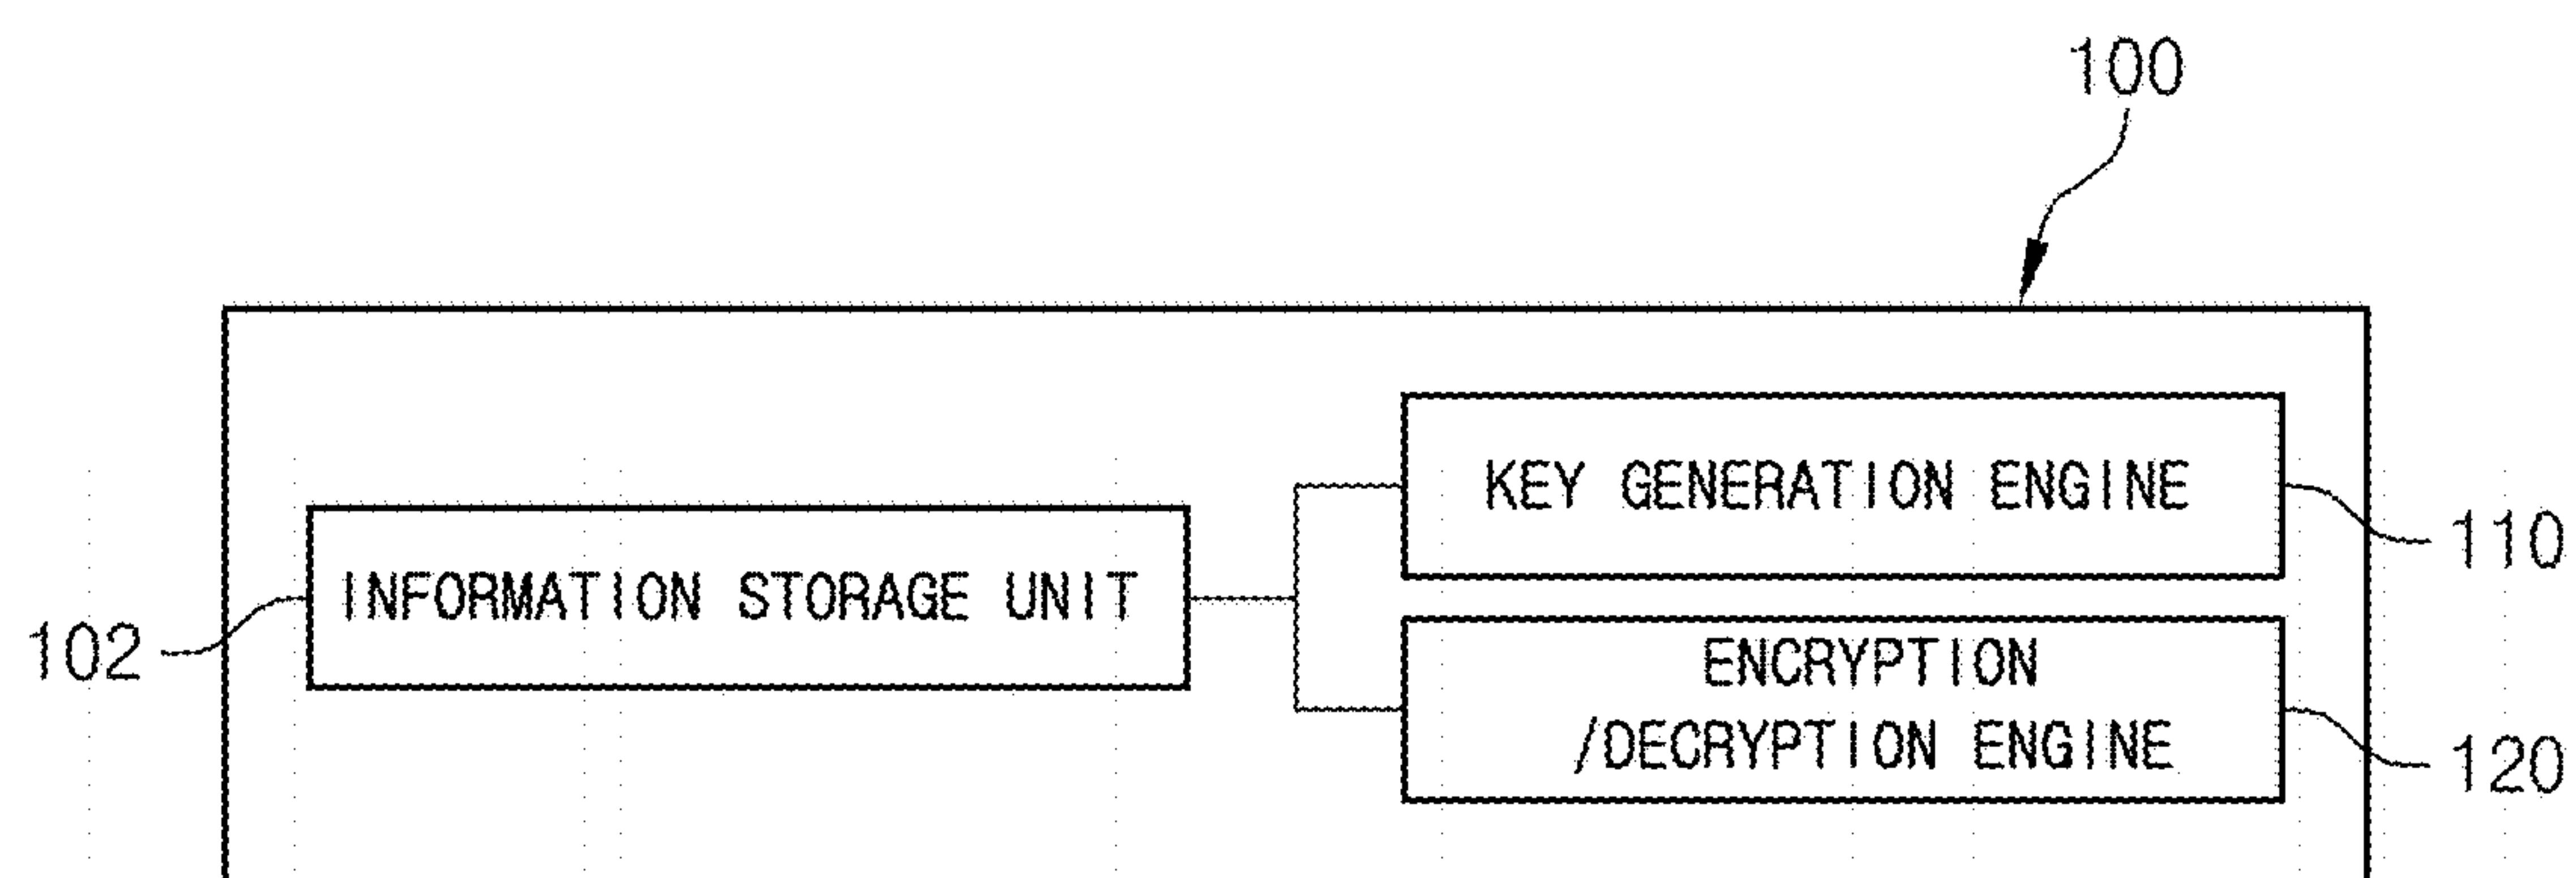 100
KEY GENERATION ENGINE
110
INFORMATION STORAGE UNIT
102
ENCRYPTION
/DECRYPTION ENGINE
120